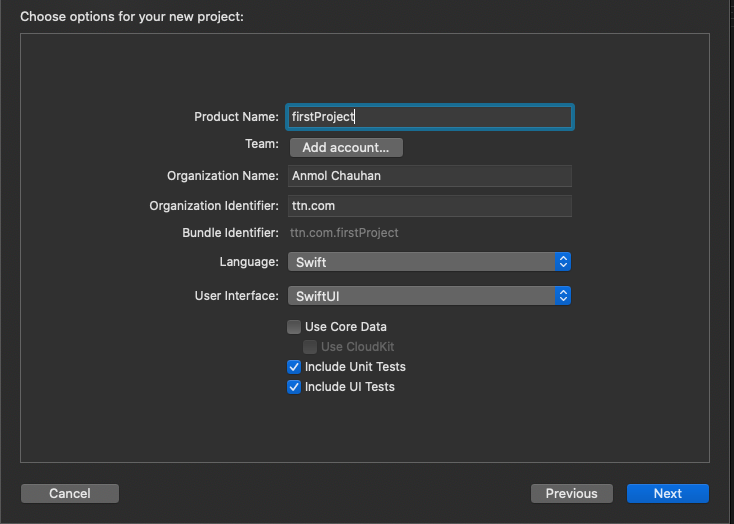 Choose options for your new project:
Product Name: firstProject
Team: Add account...
Organization Name: Anmol Chauhan
Organization Identifier: ttn.com
Bundle Identifier: ttn.com.firstProject
Language: Swift
User Interface: SwiftUI
Use Core Data
Use CloudKit
Include Unit Tests
Include UI Tests
Cancel Previous Next